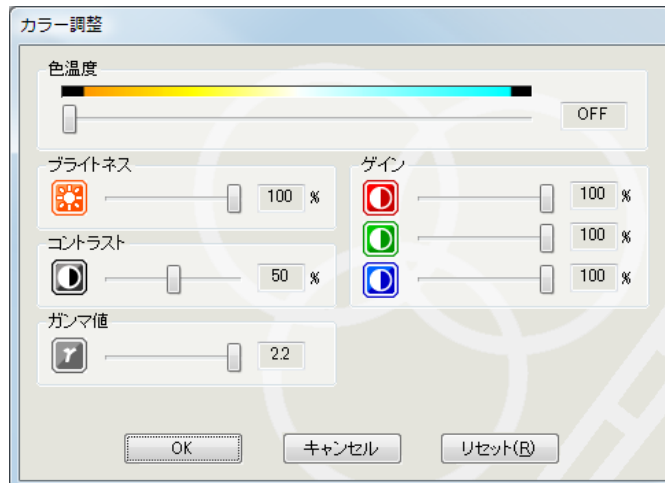 カラー調整
色温度
OFF
ブライトネス
100 %
コントラスト
50 %
ガンマ値
γ
2.2
ゲイン
100 %
100 %
100 %
OK
キャンセル
リセット(R)